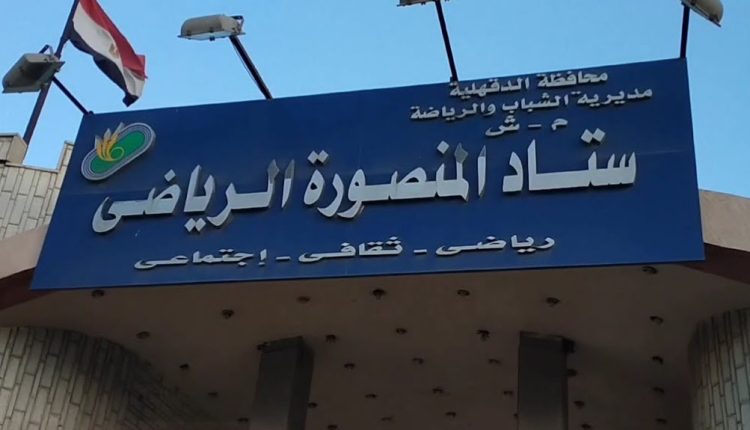 محافظة الدقهلية
مديرية الشباب والرياضة
م - ش
ستاد المنصورة الرياضى
رياضى - ثقافى - إجتماعى